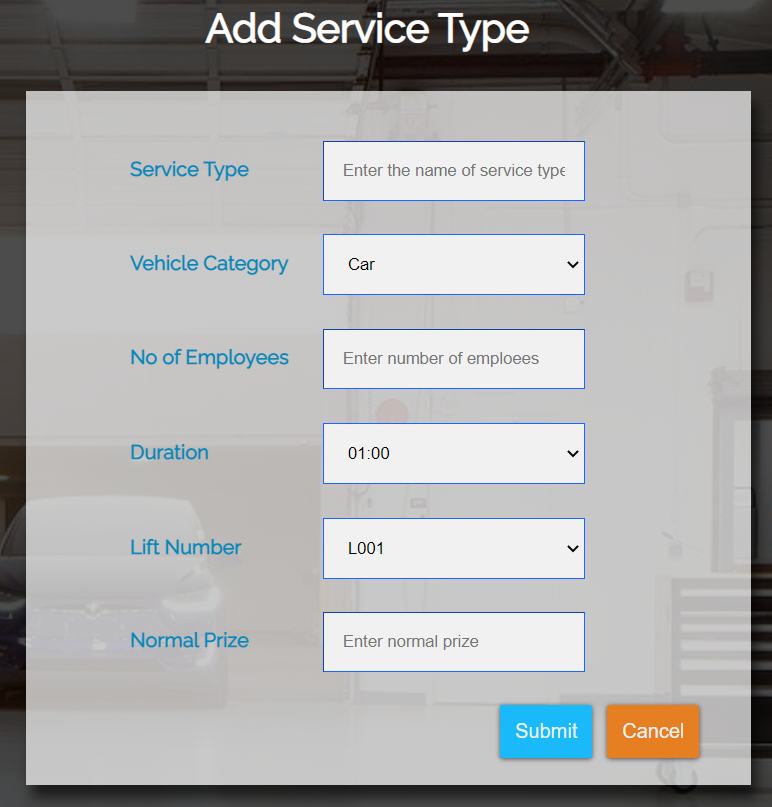 Add Service Type
Service Type
Enter the name of service type
Vehicle Category
Car
No of Employees
Enter number of emploees
Duration
01:00
Lift Number
L001
Normal Prize
Enter normal prize
Submit Cancel